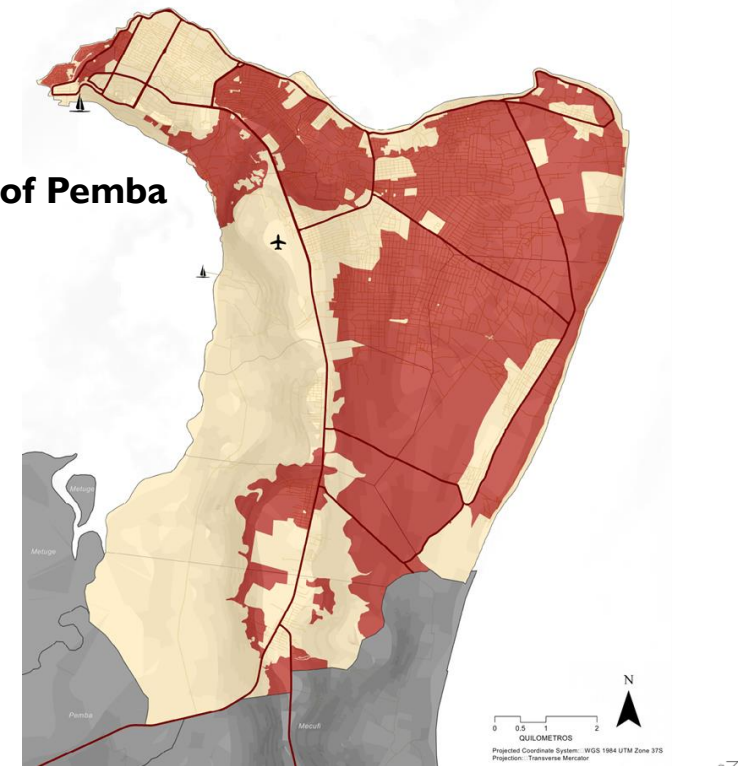 of Pemba
Metuge
Metuge
Pemba
Mecufi
N
0 0.5 1 2
QUILOMETROS
Projected Coordinate System: WGS 1984 UTM Zone 37S
Projection: Transverse Mercator